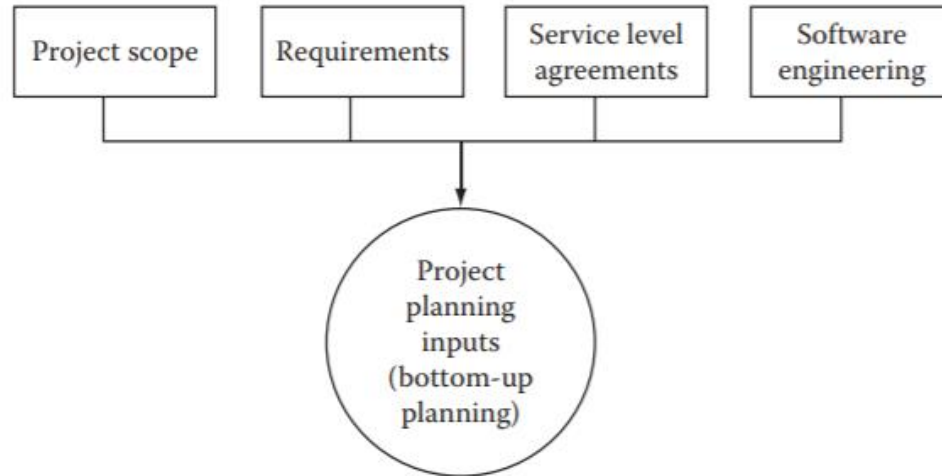 Project scope
Requirements
Service level
agreements
Software
engineering
Project
planning
inputs
(bottom-up
planning)